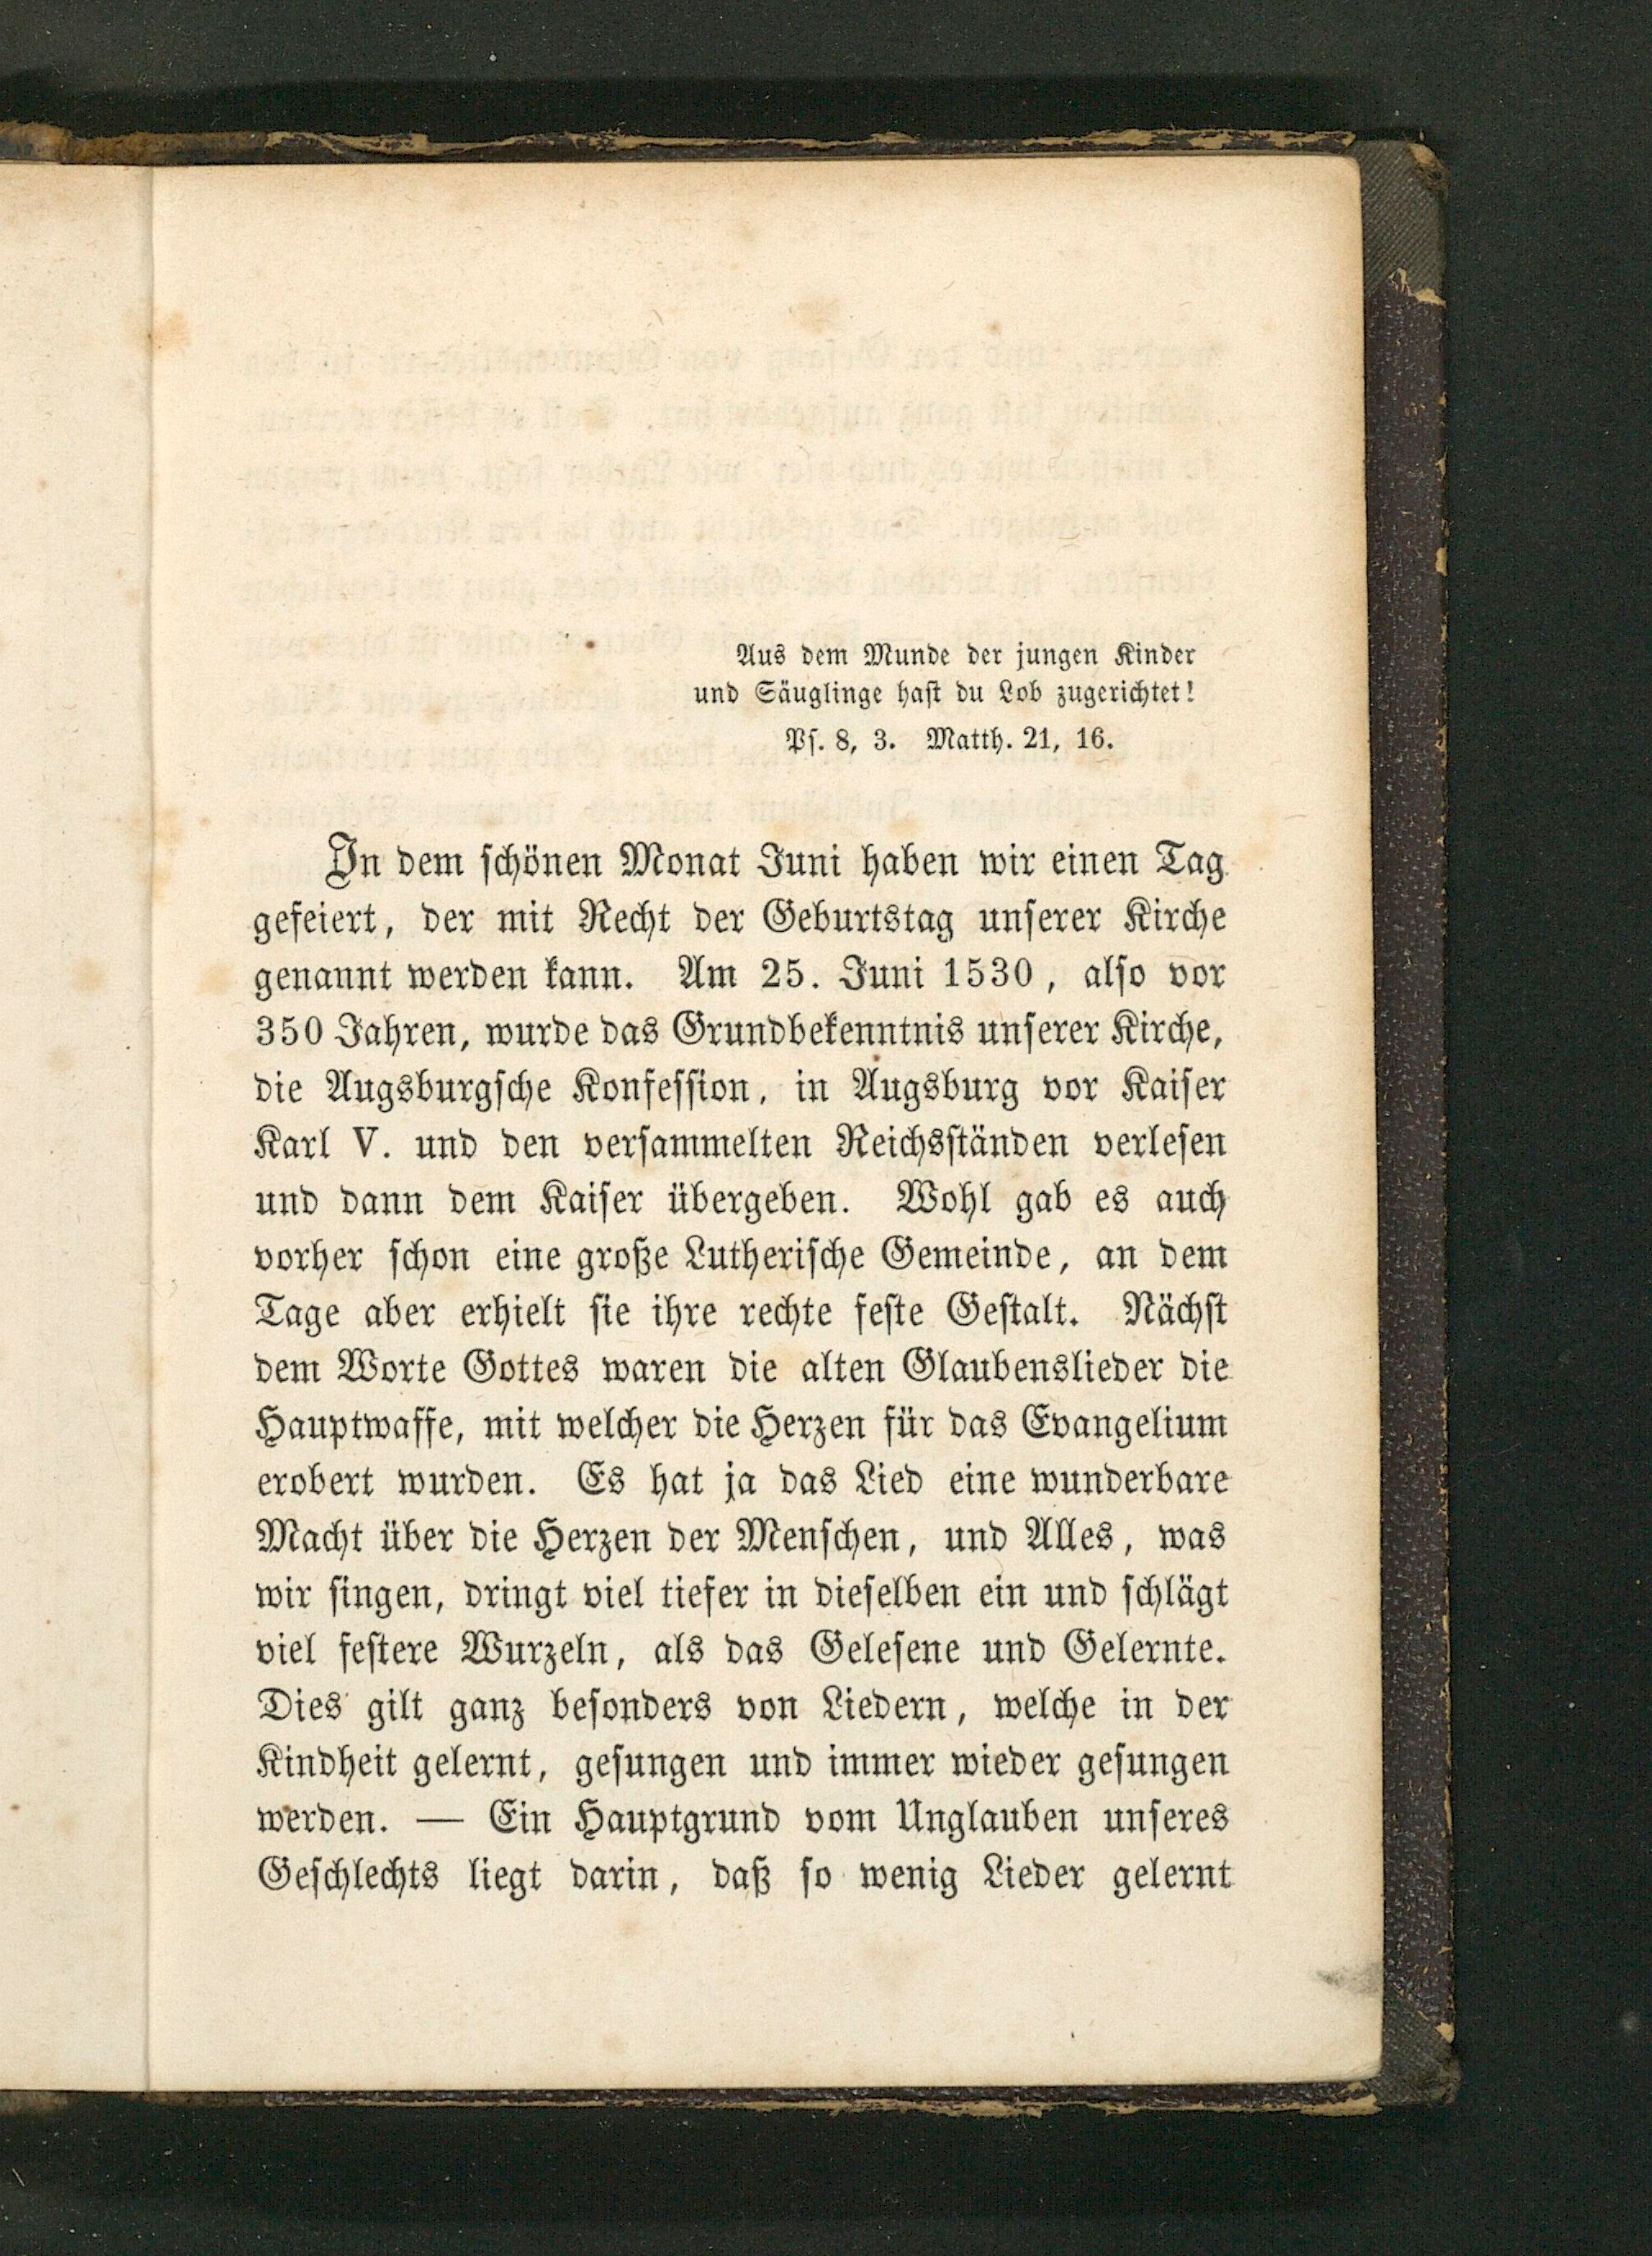 Aus dem Munde der jungen Kinder
und Säuglinge hast du Lob zugerichtet!
Ps. 8, 3. Matth. 21, 16.
In dem schönen Monat Juni haben wir einen Tag
gefeiert, der mit Recht der Geburtstag unserer Kirche
genannt werden kann. Am 25. Juni 1530, also vor
350 Jahren, wurde das Grundbekenntnis unserer Kirche,
die Augsburgsche Konfession, in Augsburg vor Kaiser
Karl V. und den versammelten Reichsständen verlesen
und dann dem Kaiser übergeben. Wohl gab es auch
vorher schon eine große Lutherische Gemeinde, an dem
Tage aber erhielt sie ihre rechte feste Gestalt. Nächst
dem Worte Gottes waren die alten Glaubenslieder die
Hauptwaffe, mit welcher die Herzen für das Evangelium
erobert wurden. Es hat ja das Lied eine wunderbare
Macht über die Herzen der Menschen, und Alles, was
wir singen, dringt viel tiefer in dieselben ein und schlägt
viel festere Wurzeln, als das Gelesene und Gelernte.
Dies gilt ganz besonders von Liedern, welche in der
Kindheit gelernt, gesungen und immer wieder gesungen
werden. — Ein Hauptgrund vom Unglauben unseres
Geschlechts liegt darin, daß so wenig Lieder gelernt